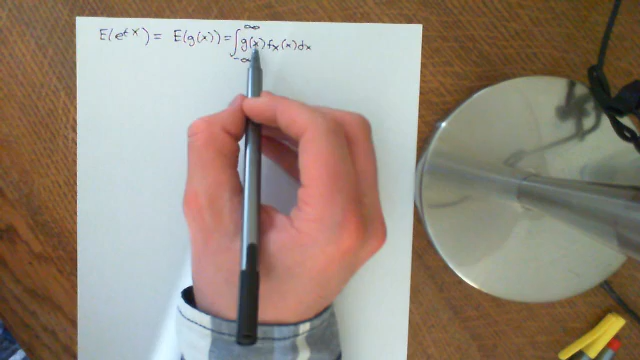 E(e^{tX}) = E(g(x)) = ∫_{-∞}^{∞} g(x) f_X(x) dx